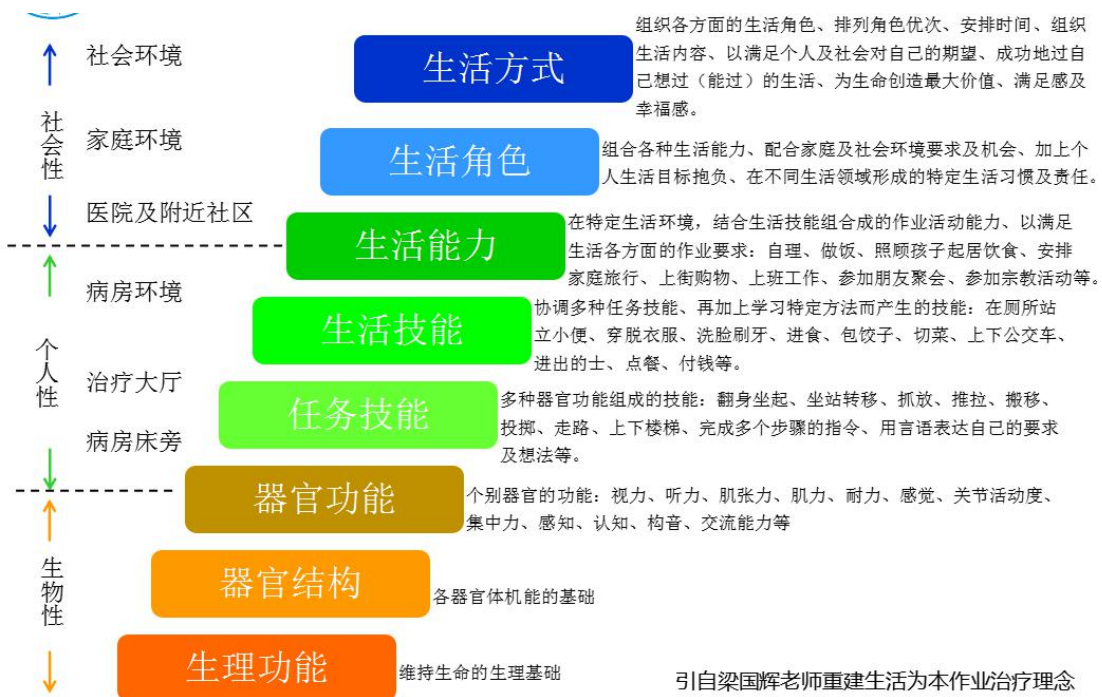 社会环境
生活方式
组织各方面的生活角色、排列角色优次、安排时间、组织
生活内容、以满足个人及社会对自己的期望、成功地过自
己想过（能过）的生活、为生命创造最大价值、满足感及
幸福感。
社会性
家庭环境
生活角色
组合各种生活能力、配合家庭及社会环境要求及机会、加上个
人生活目标抱负、在不同生活领域形成的特定生活习惯及责任。
医院及附近社区
生活能力
在特定生活环境，结合生活技能组合成的作业活动能力、以满足
生活各方面的作业要求：自理、做饭、照顾孩子起居饮食、安排
家庭旅行、上街购物、上班工作、参加朋友聚会、参加宗教活动等。
病房环境
生活技能
协调多种任务技能、再加上学习特定方法而产生的技能：在厕所站
立小便、穿脱衣服、洗脸刷牙、进食、包饺子、切菜、上下公交车、
进出的士、点餐、付钱等。
个人性
治疗大厅
任务技能
多种器官功能组成的技能：翻身坐起、坐站转移、抓放、推拉、搬移、
投掷、走路、上下楼梯、完成多个步骤的指令、用言语表达自己的要求
及想法等。
病房床旁
器官功能
个别器官的功能：视力、听力、肌张力、肌力、耐力、感觉、关节活动度、
集中力、感知、认知、构音、交流能力等
生物性
器官结构
各器官体机能的基础
生理功能
维持生命的生理基础
引自梁国辉老师重建生活为本作业治疗理念